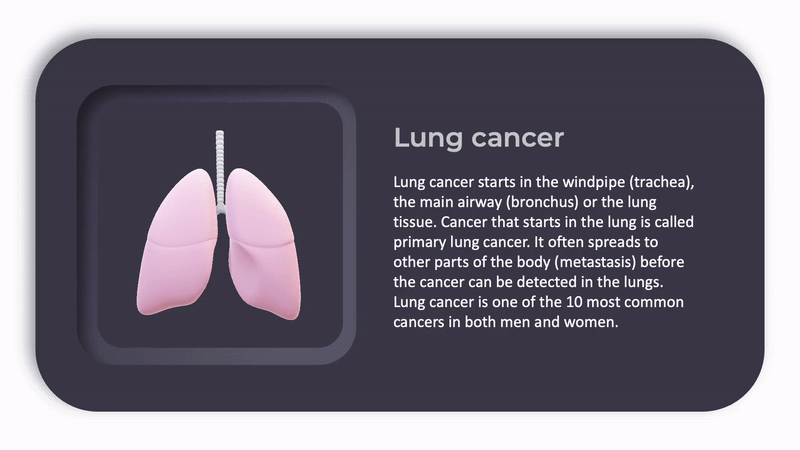 Lung cancer
Lung cancer starts in the windpipe (trachea),
the main airway (bronchus) or the lung
tissue. Cancer that starts in the lung is called
primary lung cancer. It often spreads to
other parts of the body (metastasis) before
the cancer can be detected in the lungs.
Lung cancer is one of the 10 most common
cancers in both men and women.